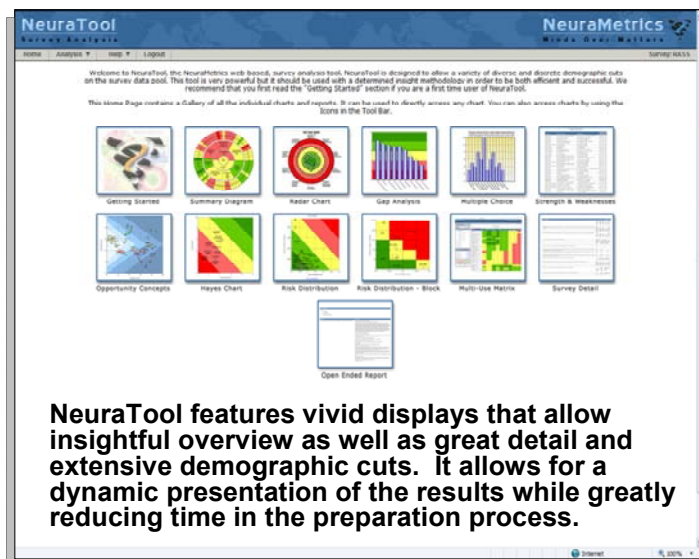 NeuraTool
Survey Analysis
NeuraMetrics
Minds Over Matters
Home Analysis ▼ Help ▼ Logout
Survey: NASS
Welcome to NeuraTool, the NeuraMetrics web based, survey analysis tool. NeuraTool is designed to allow a variety of diverse and discrete demographic cuts
on the survey data pool. This tool is very powerful but it should be used with a determined insight methodology in order to be both efficient and successful. We
recommend that you first read the "Getting Started" section if you are a first time user of NeuraTool.
This Home Page contains a Gallery of all the individual charts and reports. It can be used to directly access any chart. You can also access charts by using the
Icons in the Tool Bar.
Getting Started
Summary Diagram
Radar Chart
Gap Analysis
Multiple Choice
Strength & Weaknesses
Opportunity Concepts
Hayes Chart
Risk Distribution
Risk Distribution - Block
Multi-Use Matrix
Survey Detail
Open Ended Report
NeuraTool features vivid displays that allow
insightful overview as well as great detail and
extensive demographic cuts. It allows for a
dynamic presentation of the results while greatly
reducing time in the preparation process.
Internet
100%